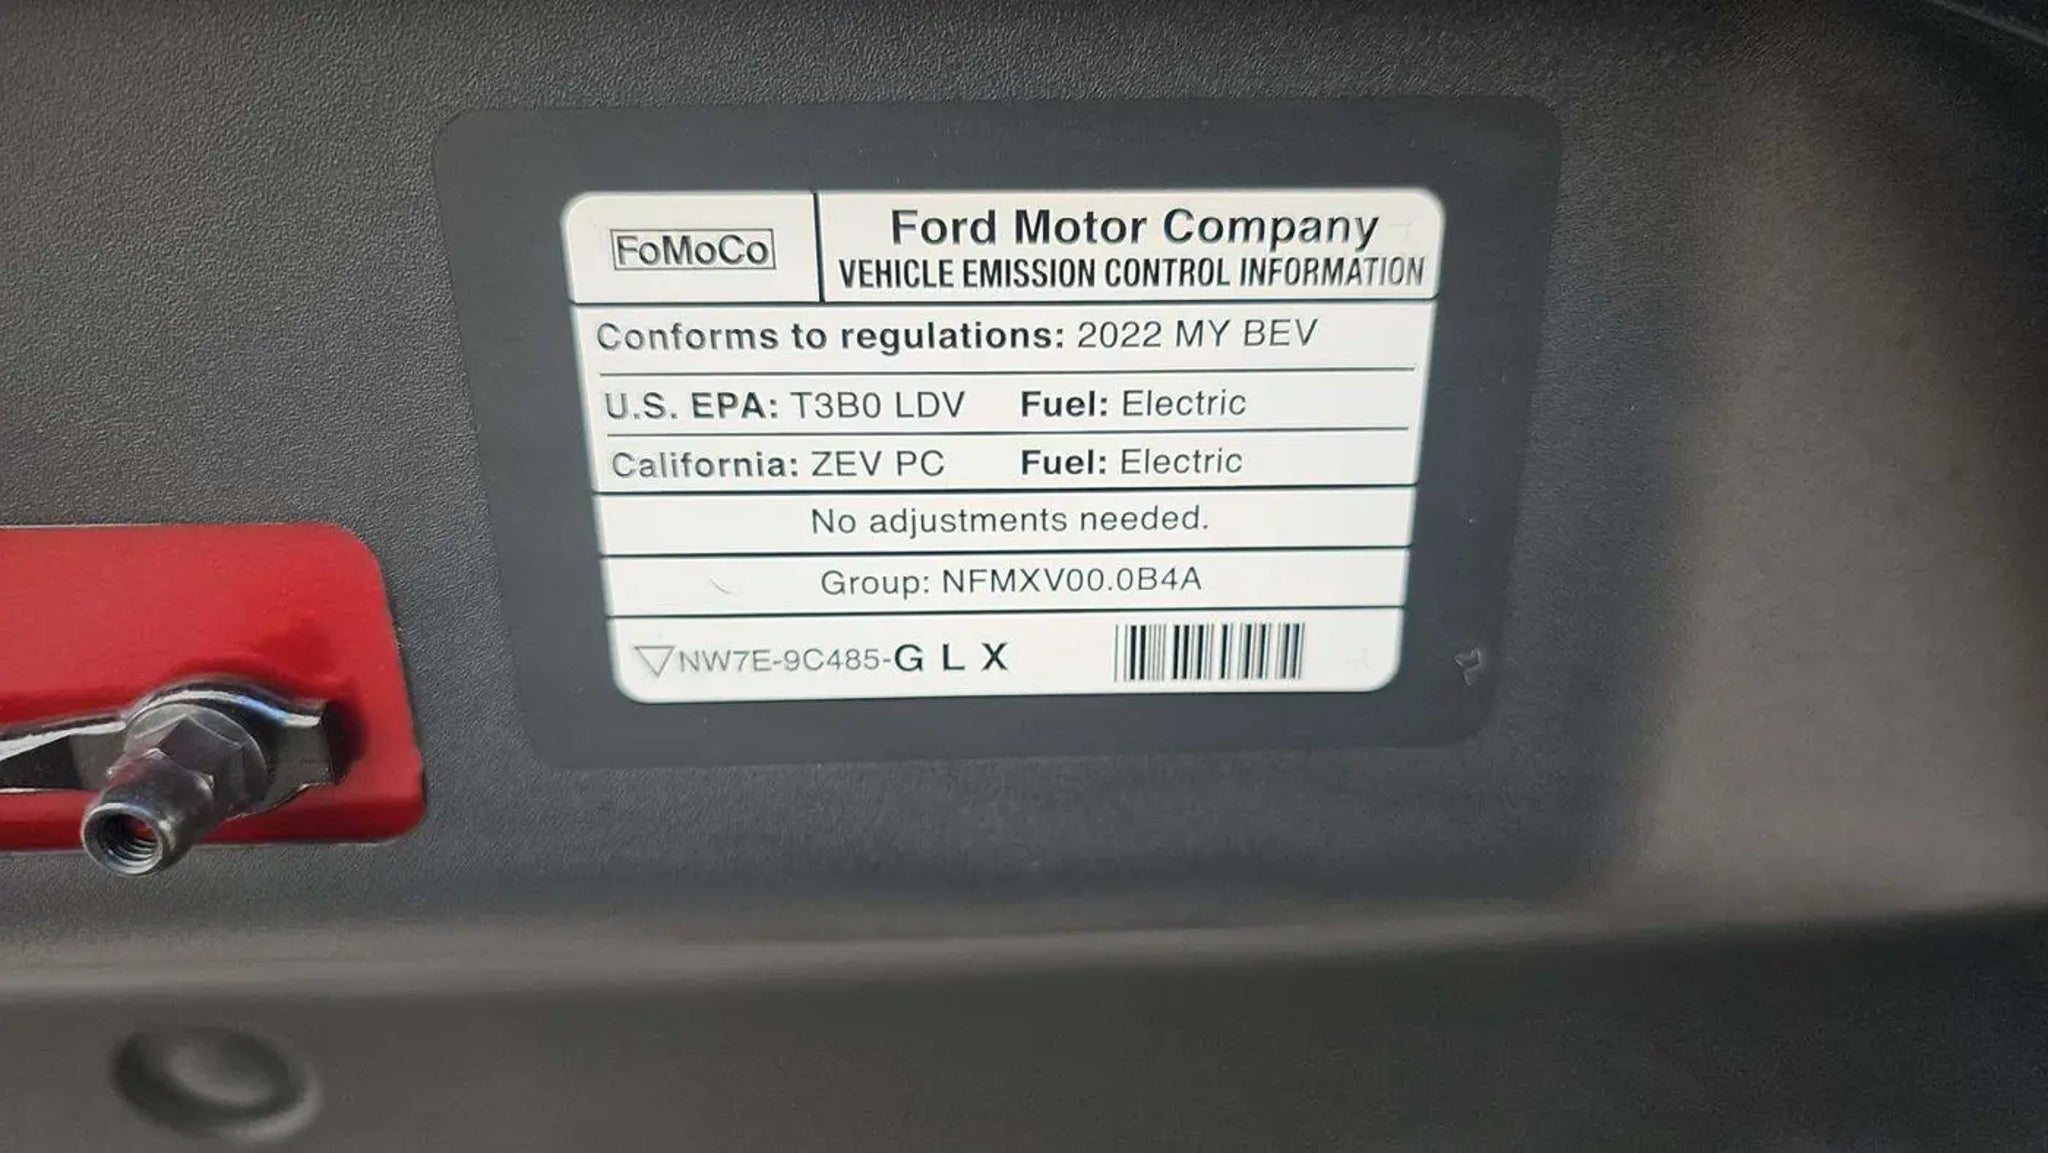 FoMoCo
Ford Motor Company
VEHICLE EMISSION CONTROL INFORMATION
Conforms to regulations: 2022 MY BEV
U.S. EPA: T3B0 LDV Fuel: Electric
California: ZEV PC Fuel: Electric
No adjustments needed.
Group: NFMXV00.0B4A
NW7E-9C485-G L X